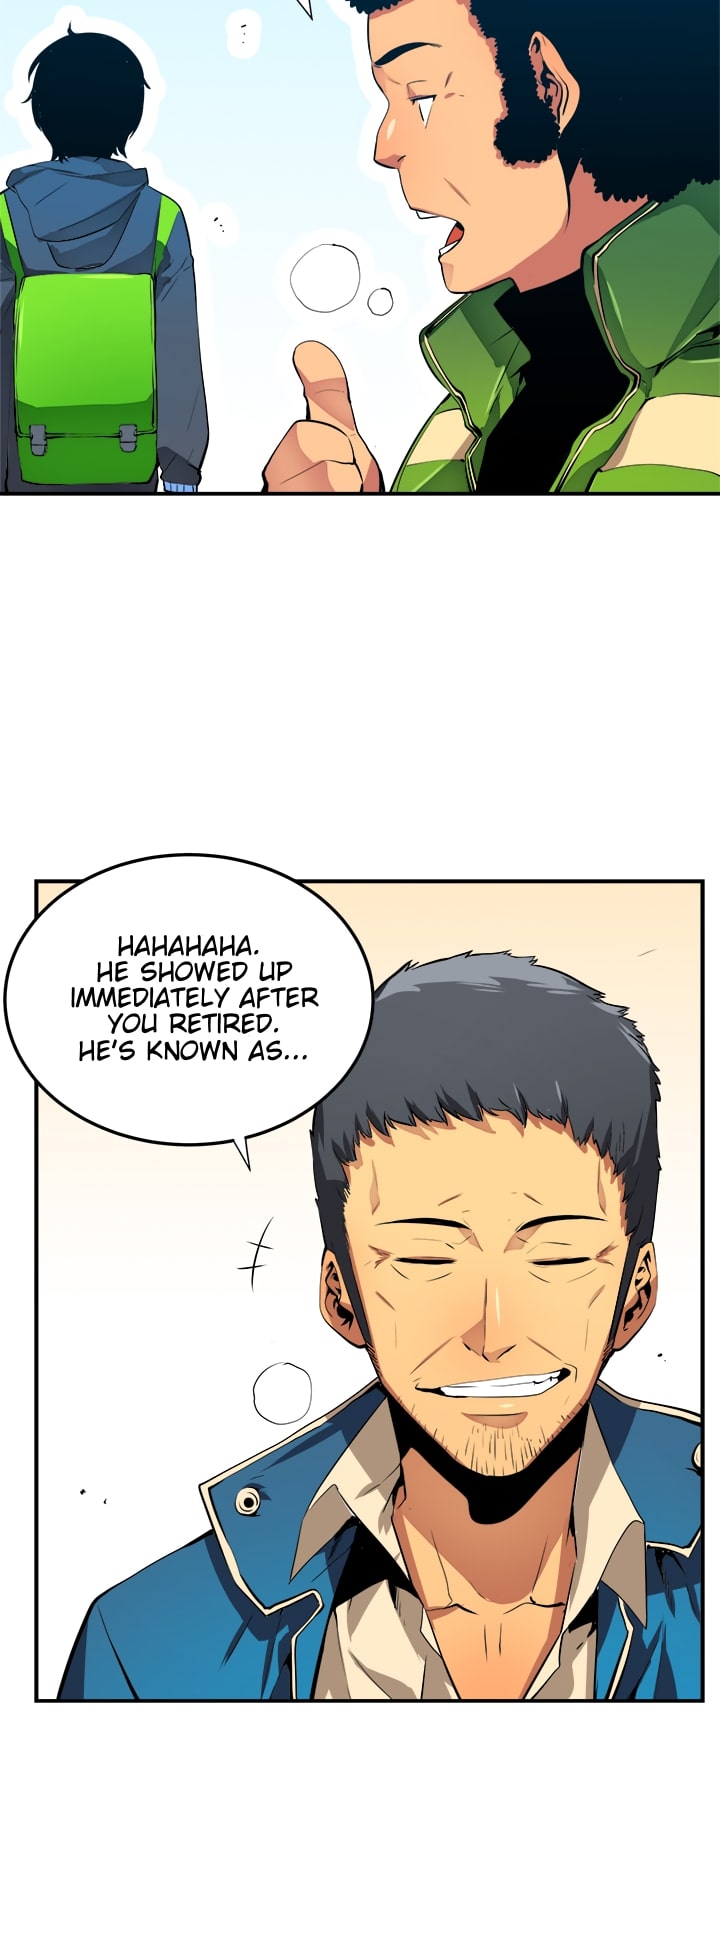 HAHAHAHA.
HE SHOWED UP
IMMEDIATELY AFTER
YOU RETIRED.
HE'S KNOWN AS...